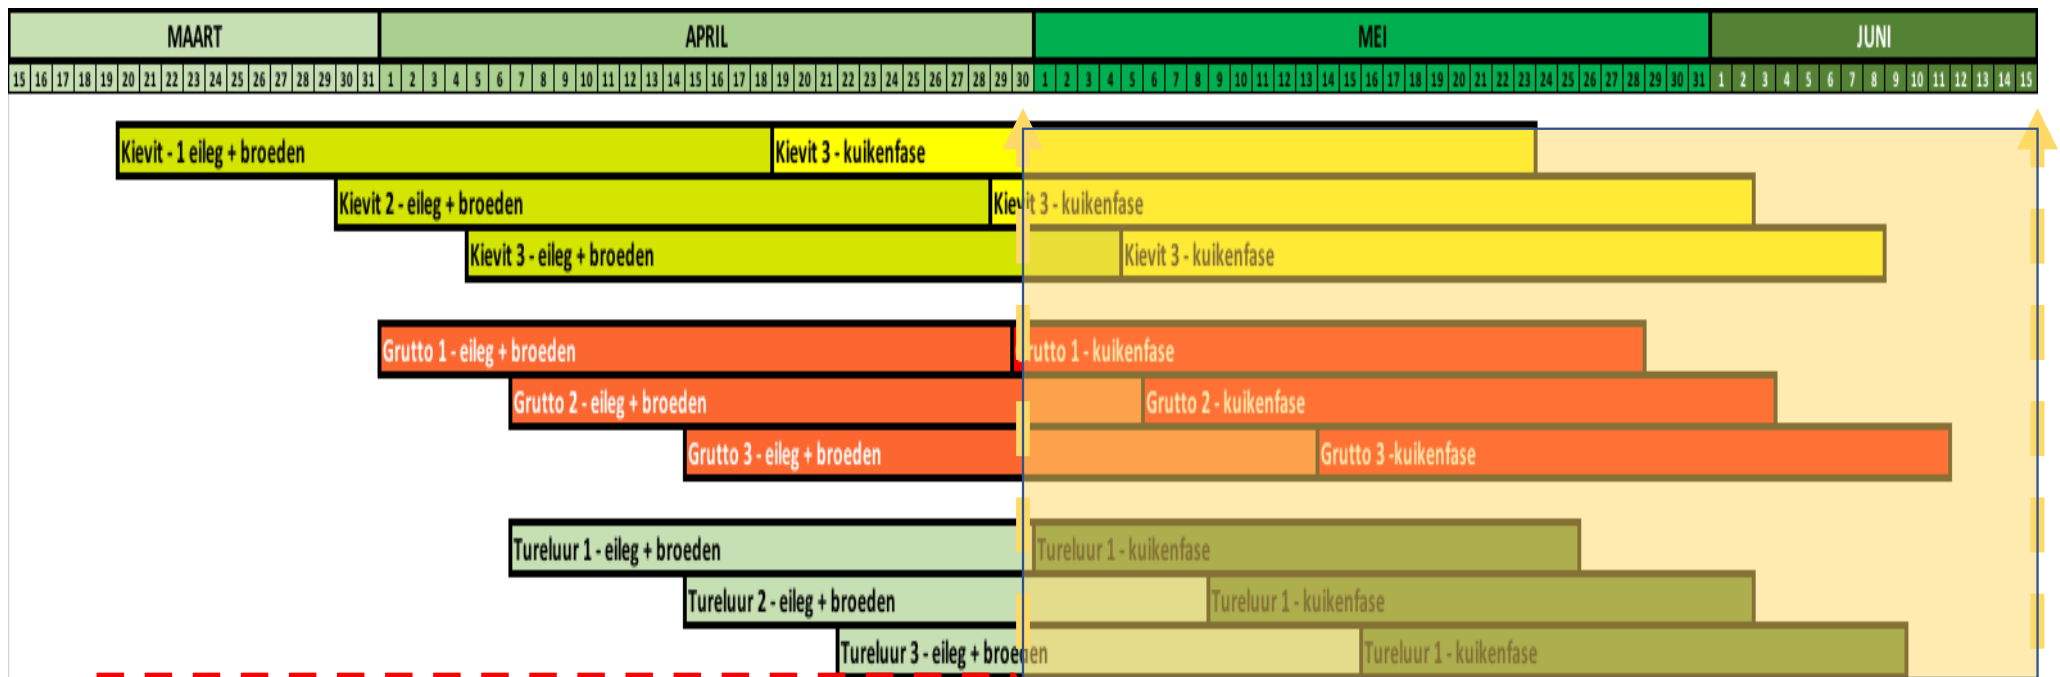 MAART APRIL MEI JUNI
15 16 17 18 19 20 21 22 23 24 25 26 27 28 29 30 31 1 2 3 4 5 6 7 8 9 10 11 12 13 14 15 16 17 18 19 20 21 22 23 24 25 26 27 28 29 30 1 2 3 4 5 6 7 8 9 10 11 12 13 14 15 16 17 18 19 20 21 22 23 24 25 26 27 28 29 30 31 1 2 3 4 5 6 7 8 9 10 11 12 13 14 15
Kievit - 1 eileg + broeden Kievit 3 - kuikenfase
Kievit 2 - eileg + broeden Kievit 3 - kuikenfase
Kievit 3 - eileg + broeden Kievit 3 - kuikenfase
Grutto 1 - eileg + broeden Grutto 1 - kuikenfase
Grutto 2 - eileg + broeden Grutto 2 - kuikenfase
Grutto 3 - eileg + broeden Grutto 3 -kuikenfase
Tureluur 1 - eileg + broeden Tureluur 1 - kuikenfase
Tureluur 2 - eileg + broeden Tureluur 1 - kuikenfase
Tureluur 3 - eileg + broeden Tureluur 1 - kuikenfase